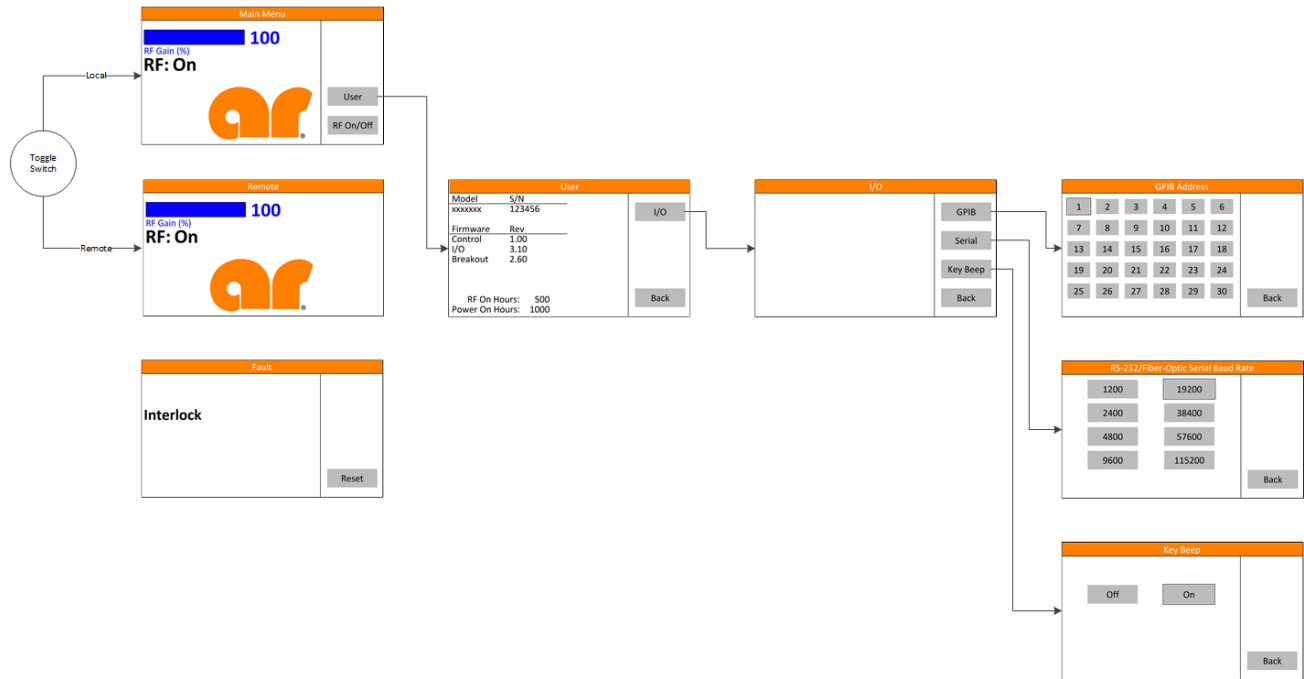 Toggle
Switch
Local
Remote
Main Menu
100
RF Gain (%)
RF: On
ar
User
RF On/Off
Remote
100
RF Gain (%)
RF: On
ar
Fault
Interlock
Reset
User
Model S/N
xxxxxxx 123456
Firmware Rev
Control 1.00
I/O 3.10
Breakout 2.60
RF On Hours: 500
Power On Hours: 1000
I/O
Back
I/O
GPIB
Serial
Key Beep
Back
GPIB Address
1 2 3 4 5 6
7 8 9 10 11 12
13 14 15 16 17 18
19 20 21 22 23 24
25 26 27 28 29 30
Back
RS-232/Fiber-Optic Serial Baud Rate
1200 19200
2400 38400
4800 57600
9600 115200
Back
Key Beep
Off On
Back